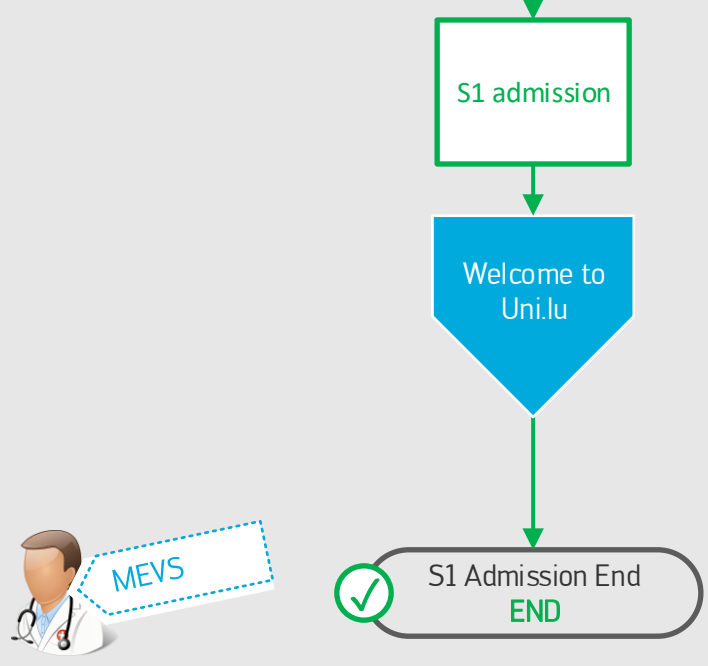 S1 admission
Welcome to
Uni.lu
MEVS
S1 Admission End
END